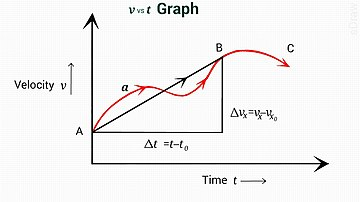 v vs t Graph
B
C
Velocity v
a
A
Δvₓ=vₓ–vₓ₀
Δt =t–t₀
Time t